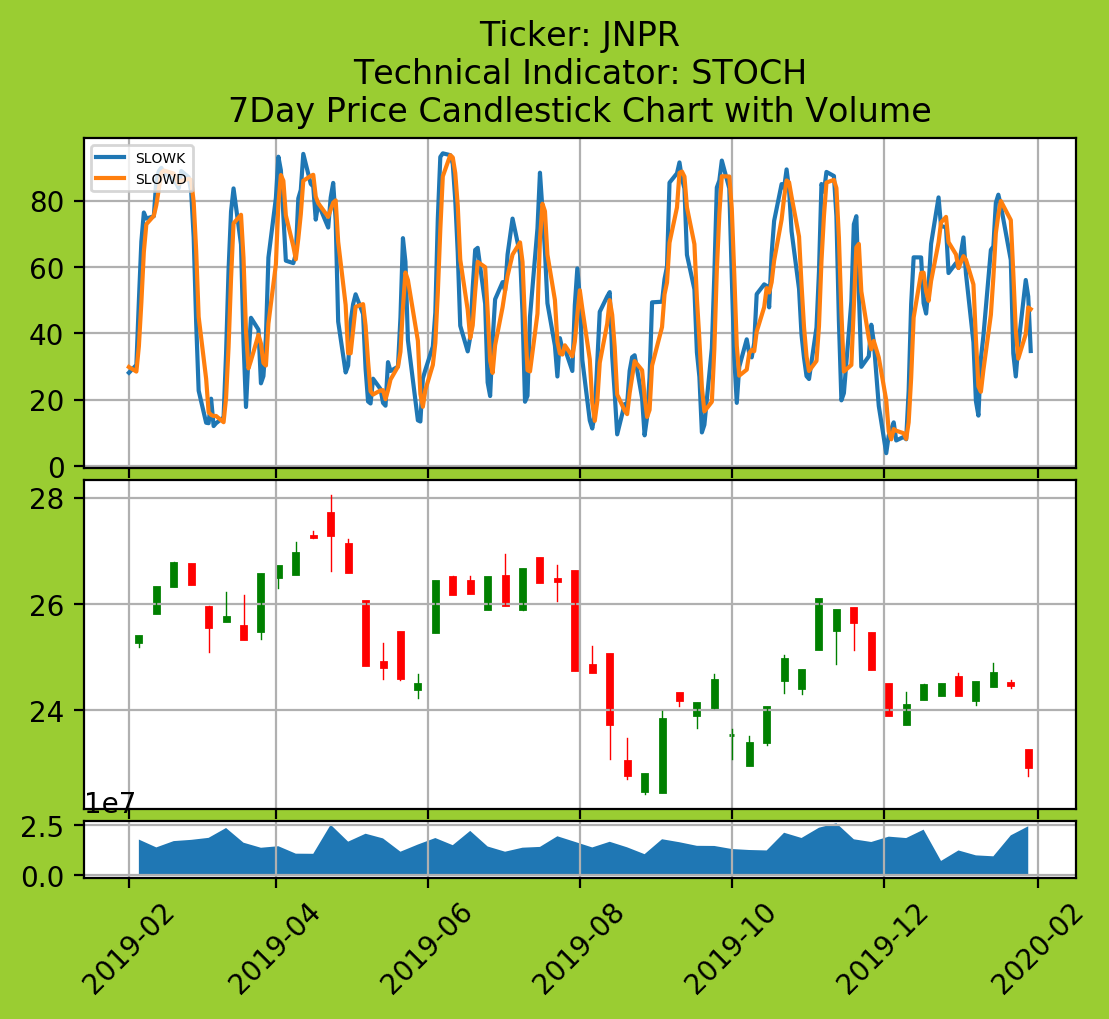 Ticker: JNPR
Technical Indicator: STOCH
7Day Price Candlestick Chart with Volume
SLOWK
SLOWD
80
60
40
20
0
28
26
24
1e7
2.5
0.0
2019-02
2019-04
2019-06
2019-08
2019-10
2019-12
2020-02